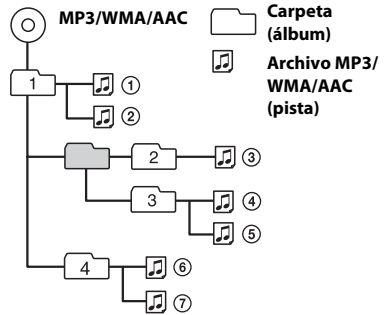 MP3/WMA/AAC
Carpeta
(álbum)
Archivo MP3/
WMA/AAC
(pista)
1
①
②
2
③
3
④
⑤
4
⑥
⑦